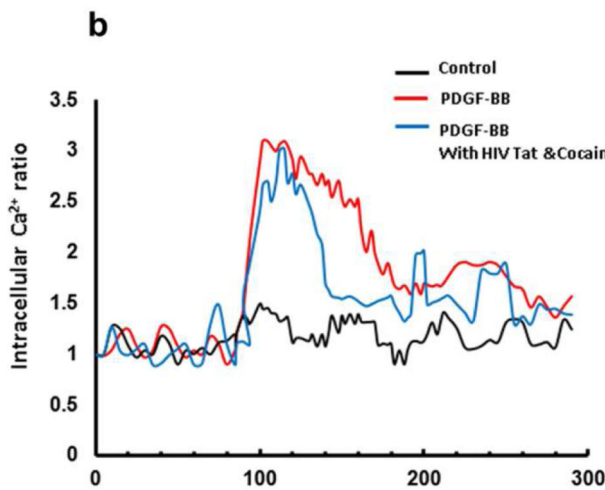 b
Control
PDGF-BB
PDGF-BB
With HIV Tat &Cocain
Intracellular Ca²⁺ ratio
3.5
3
2.5
2
1.5
1
0.5
0
0 100 200 300